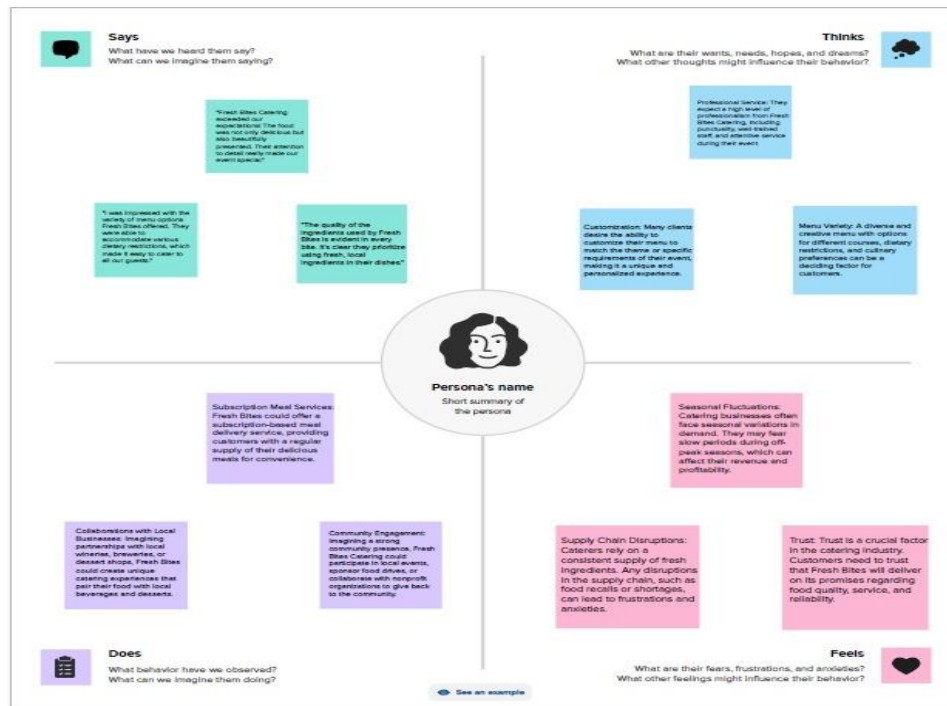 Says
What have we heard them say?
What can we imagine them saying?
Thinks
What are their wants, needs, hopes, and dreams?
What other thoughts might influence their behavior?
"Fresh Bites Catering
exceeded our
expectations! The food
was not only delicious but
also beautifully
presented. Their attention
to detail really made our
event special."
"I was impressed with the
variety of menu options
Fresh Bites offered. They
were able to
accommodate various
dietary restrictions, which
made it easy to cater to
all our guests."
"The quality of the
ingredients used by Fresh
Bites is evident in every
bite. It's clear they prioritize
using fresh, local
ingredients in their dishes."
Professional Service: They
expect a high level of
professionalism from Fresh
Bites Catering, including
punctuality, well-trained
staff, and attentive service
during their event.
Customization: Many clients
desire the ability to
customize their menu to
match the theme or specific
requirements of their event,
making it a unique and
personalized experience.
Menu Variety: A diverse and
creative menu with options
for different courses, dietary
restrictions, and culinary
preferences can be a
deciding factor for
customers.
Persona's name
Short summary of
the persona
Subscription Meal Services:
Fresh Bites could offer a
subscription-based meal
delivery service, providing
customers with a regular
supply of their delicious
meals for convenience.
Collaborations with Local
Businesses: Imagining
partnerships with local
wineries, breweries, or
dessert shops, Fresh Bites
could create unique
catering experiences that
pair their food with local
beverages and desserts.
Community Engagement:
Imagining a strong
community presence, Fresh
Bites Catering could
participate in local events,
sponsor food drives, or
collaborate with nonprofit
organizations to give back
to the community.
Seasonal Fluctuations:
Catering businesses often
face seasonal variations in
demand. They may fear
slow periods during off-
peak seasons, which can
affect their revenue and
profitability.
Supply Chain Disruptions:
Caterers rely on a
consistent supply of fresh
ingredients. Any disruptions
in the supply chain, such as
food recalls or shortages,
can lead to frustrations and
anxieties.
Trust: Trust is a crucial factor
in the catering industry.
Customers need to trust
that Fresh Bites will deliver
on its promises regarding
food quality, service, and
reliability.
Does
What behavior have we observed?
What can we imagine them doing?
Feels
What are their fears, frustrations, and anxieties?
What other feelings might influence their behavior?
See an example